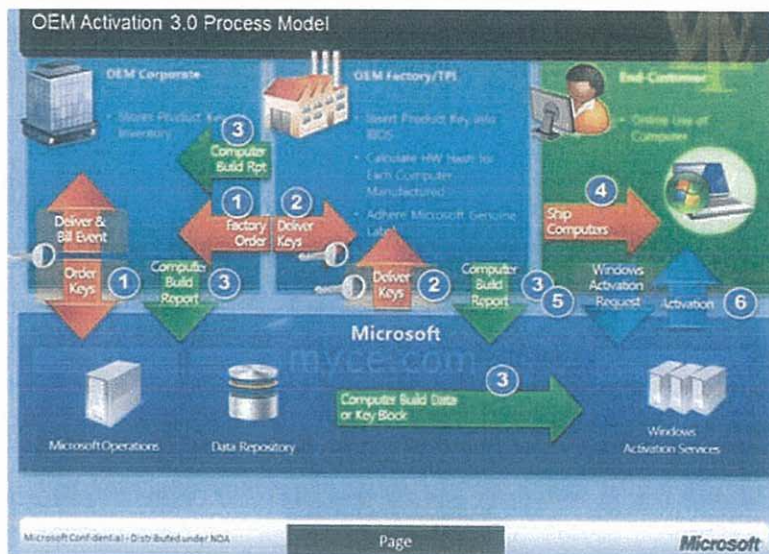 OEM Activation 3.0 Process Model
OEM Corporate
• Stores Product Key
Inventory
OEM Factory/TPI
• Insert Product Key into
BIOS
• Calculate HW Hash for
Each Computer
Manufactured
• Adhere Microsoft Genuine
Label
End-Customer
• Online Use of
Computer
3
Computer
Build Rpt
1
Factory
Order
2
Deliver
Keys
4
Ship
Computers
Deliver &
Bill Event
Order
Keys
1
Computer
Build
Report
3
Deliver
Keys
2
Computer
Build
Report
3
5
Windows
Activation
Request
Activation
6
Microsoft
myce.com
3
Computer Build Data
or Key Block
Microsoft Operations
Data Repository
Windows
Activation Services
Microsoft Confidential - Distributed under NDA
Page
Microsoft